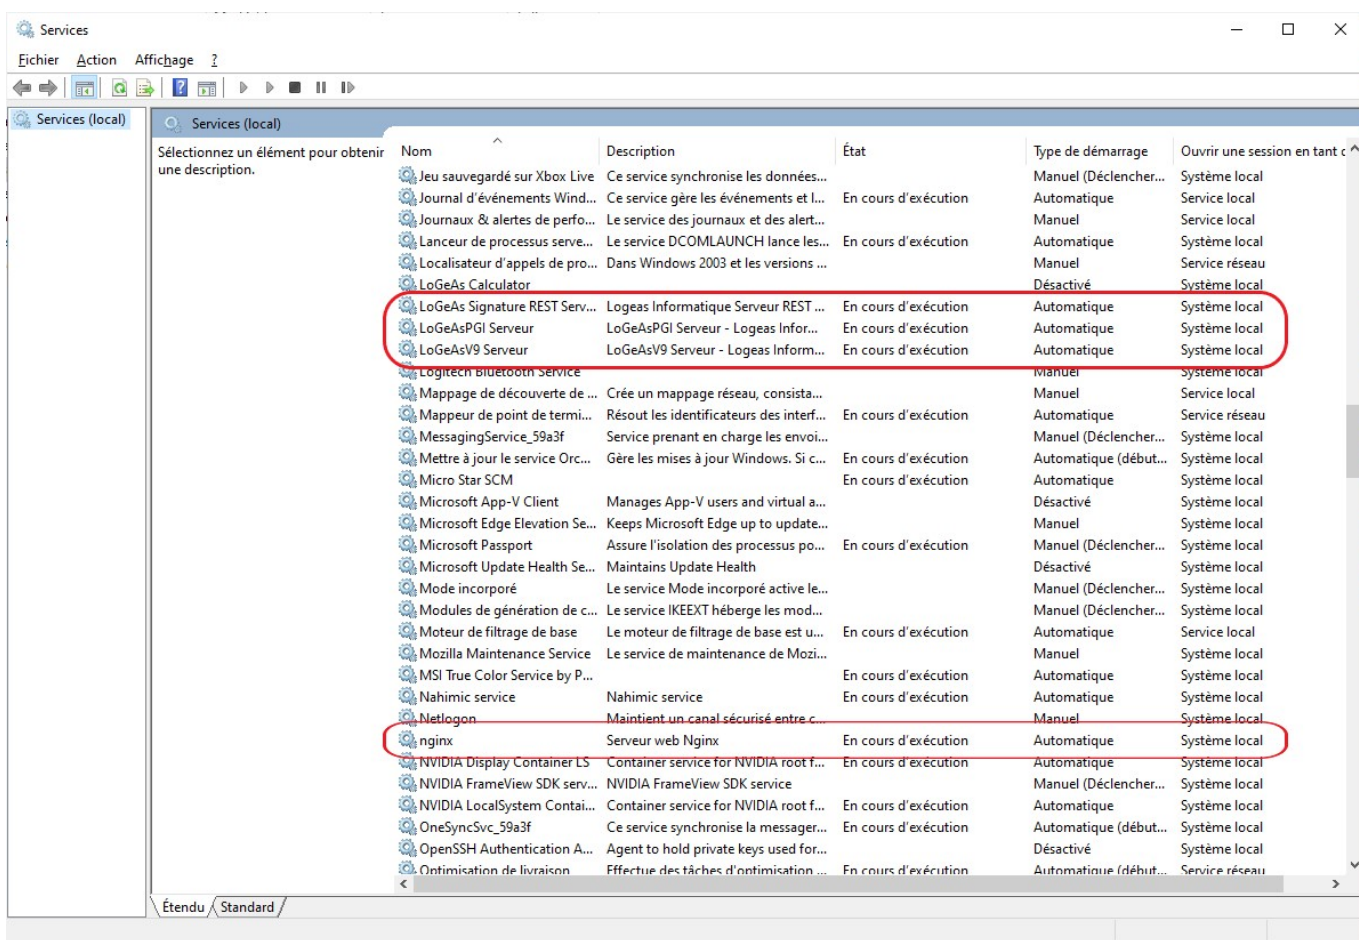 Services
Fichier Action Affichage ?
Services (local)
Services (local)
Sélectionnez un élément pour obtenir
une description.
Nom Description État Type de démarrage Ouvrir une session en tant
Jeu sauvegardé sur Xbox Live Ce service synchronise les données... Manuel (Déclencher... Système local
Journal d'événements Wind... Ce service gère les événements et l... En cours d'exécution Automatique Service local
Journaux & alertes de perfo... Le service des journaux et des alert... Manuel Service local
Lanceur de processus serve... Le service DCOMLAUNCH lance les... En cours d'exécution Automatique Système local
Localisateur d'appels de pro... Dans Windows 2003 et les versions ... Manuel Service réseau
LoGeAs Calculator Désactivé Système local
LoGeAs Signature REST Serv... Logeas Informatique Serveur REST ... En cours d'exécution Automatique Système local
LoGeAsPGI Serveur LoGeAsPGI Serveur - Logeas Infor... En cours d'exécution Automatique Système local
LoGeAsV9 Serveur LoGeAsV9 Serveur - Logeas Inform... En cours d'exécution Automatique Système local
Logitech Bluetooth Service Manuel Système local
Mappage de découverte de ... Crée un mappage réseau, consista... Manuel Service local
Mappeur de point de termi... Résout les identificateurs des interf... En cours d'exécution Automatique Service réseau
MessagingService_59a3f Service prenant en charge les envoi... Manuel (Déclencher... Système local
Mettre à jour le service Orc... Gère les mises à jour Windows. Si c... En cours d'exécution Automatique (début... Système local
Micro Star SCM En cours d'exécution Automatique Système local
Microsoft App-V Client Manages App-V users and virtual a... Désactivé Système local
Microsoft Edge Elevation Se... Keeps Microsoft Edge up to update... Manuel Système local
Microsoft Passport Assure l'isolation des processus po... En cours d'exécution Manuel (Déclencher... Système local
Microsoft Update Health Se... Maintains Update Health Désactivé Système local
Mode incorporé Le service Mode incorporé active le... Manuel (Déclencher... Système local
Modules de génération de c... Le service IKEEXT héberge les mod... Manuel (Déclencher... Système local
Moteur de filtrage de base Le moteur de filtrage de base est u... En cours d'exécution Automatique Service local
Mozilla Maintenance Service Le service de maintenance de Mozi... Manuel Système local
MSI True Color Service by P... En cours d'exécution Automatique Système local
Nahimic service Nahimic service En cours d'exécution Automatique Système local
Netlogon Maintient un canal sécurisé entre c... Manuel Système local
nginx Serveur web Nginx En cours d'exécution Automatique Système local
NVIDIA Display Container LS Container service for NVIDIA root f... En cours d'exécution Automatique Système local
NVIDIA FrameView SDK serv... NVIDIA FrameView SDK service Manuel (Déclencher... Système local
NVIDIA LocalSystem Contai... Container service for NVIDIA root f... En cours d'exécution Automatique Système local
OneSyncSvc_59a3f Ce service synchronise la messager... En cours d'exécution Automatique (début... Système local
OpenSSH Authentication A... Agent to hold private keys used for... Désactivé Système local
Optimisation de livraison Effectue des tâches d'optimisation ... En cours d'exécution Automatique (début... Service réseau
Étendu Standard